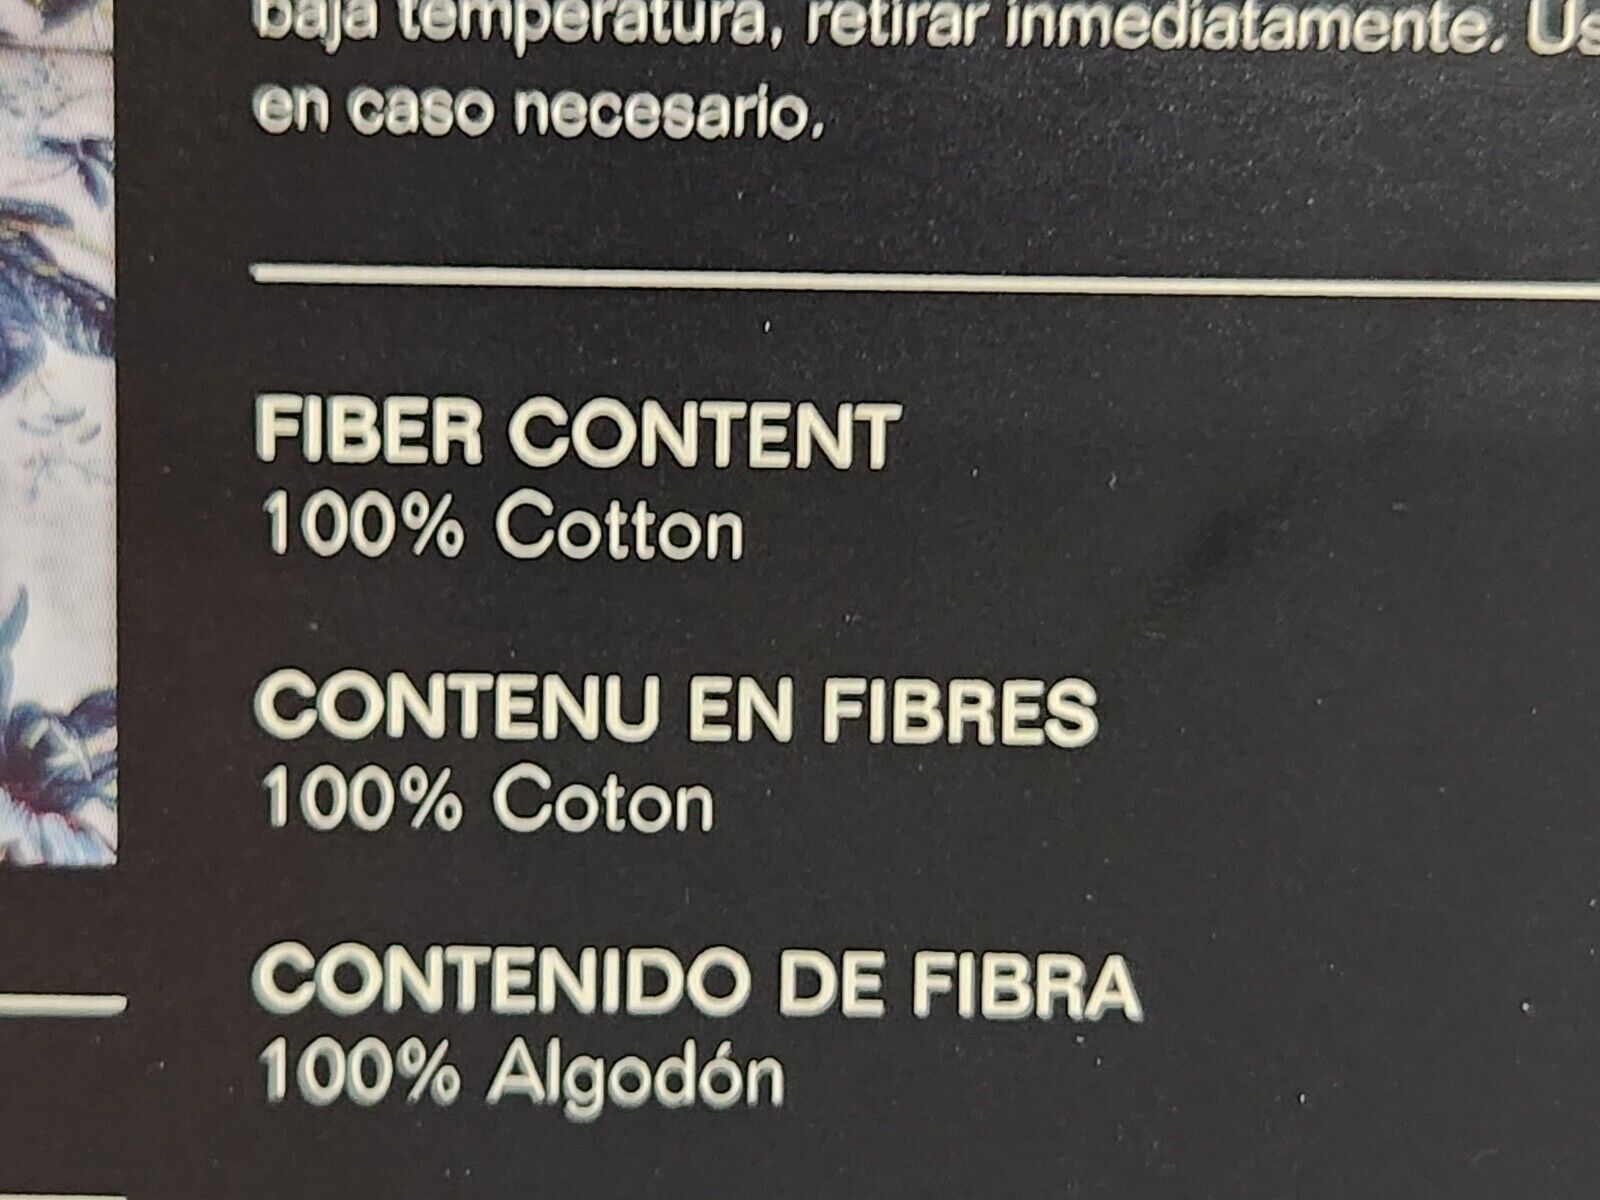 baja temperatura, retirar inmediatamente. Us
en caso necesario.
FIBER CONTENT
100% Cotton
CONTENU EN FIBRES
100% Coton
CONTENIDO DE FIBRA
100% Algodón